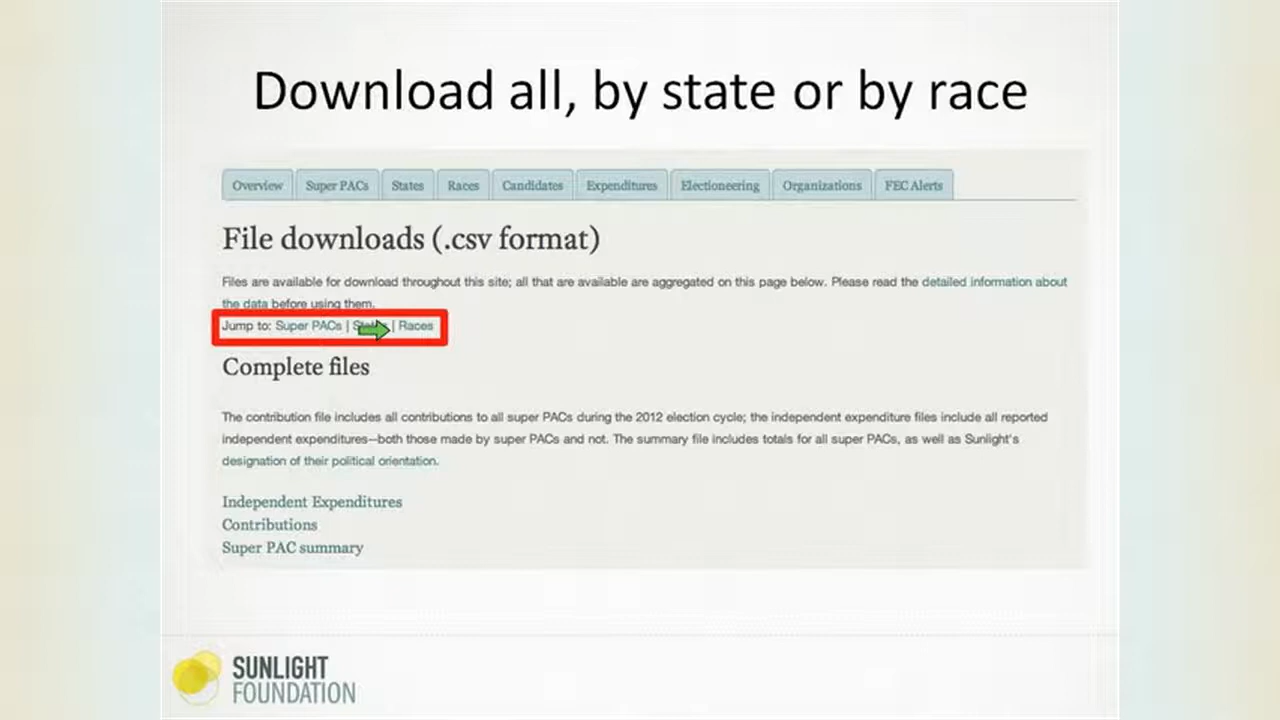 Download all, by state or by race
Overview Super PACs States Races Candidates Expenditures Electioneering Organizations FEC Alerts
File downloads (.csv format)
Files are available for download throughout this site; all that are available are aggregated on this page below. Please read the detailed information about
the data before using them.
Jump to: Super PACs | States | Races
Complete files
The contribution file includes all contributions to all super PACs during the 2012 election cycle; the independent expenditure files include all reported
independent expenditures—both those made by super PACs and not. The summary file includes totals for all super PACs, as well as Sunlight's
designation of their political orientation.
Independent Expenditures
Contributions
Super PAC summary
SUNLIGHT
FOUNDATION